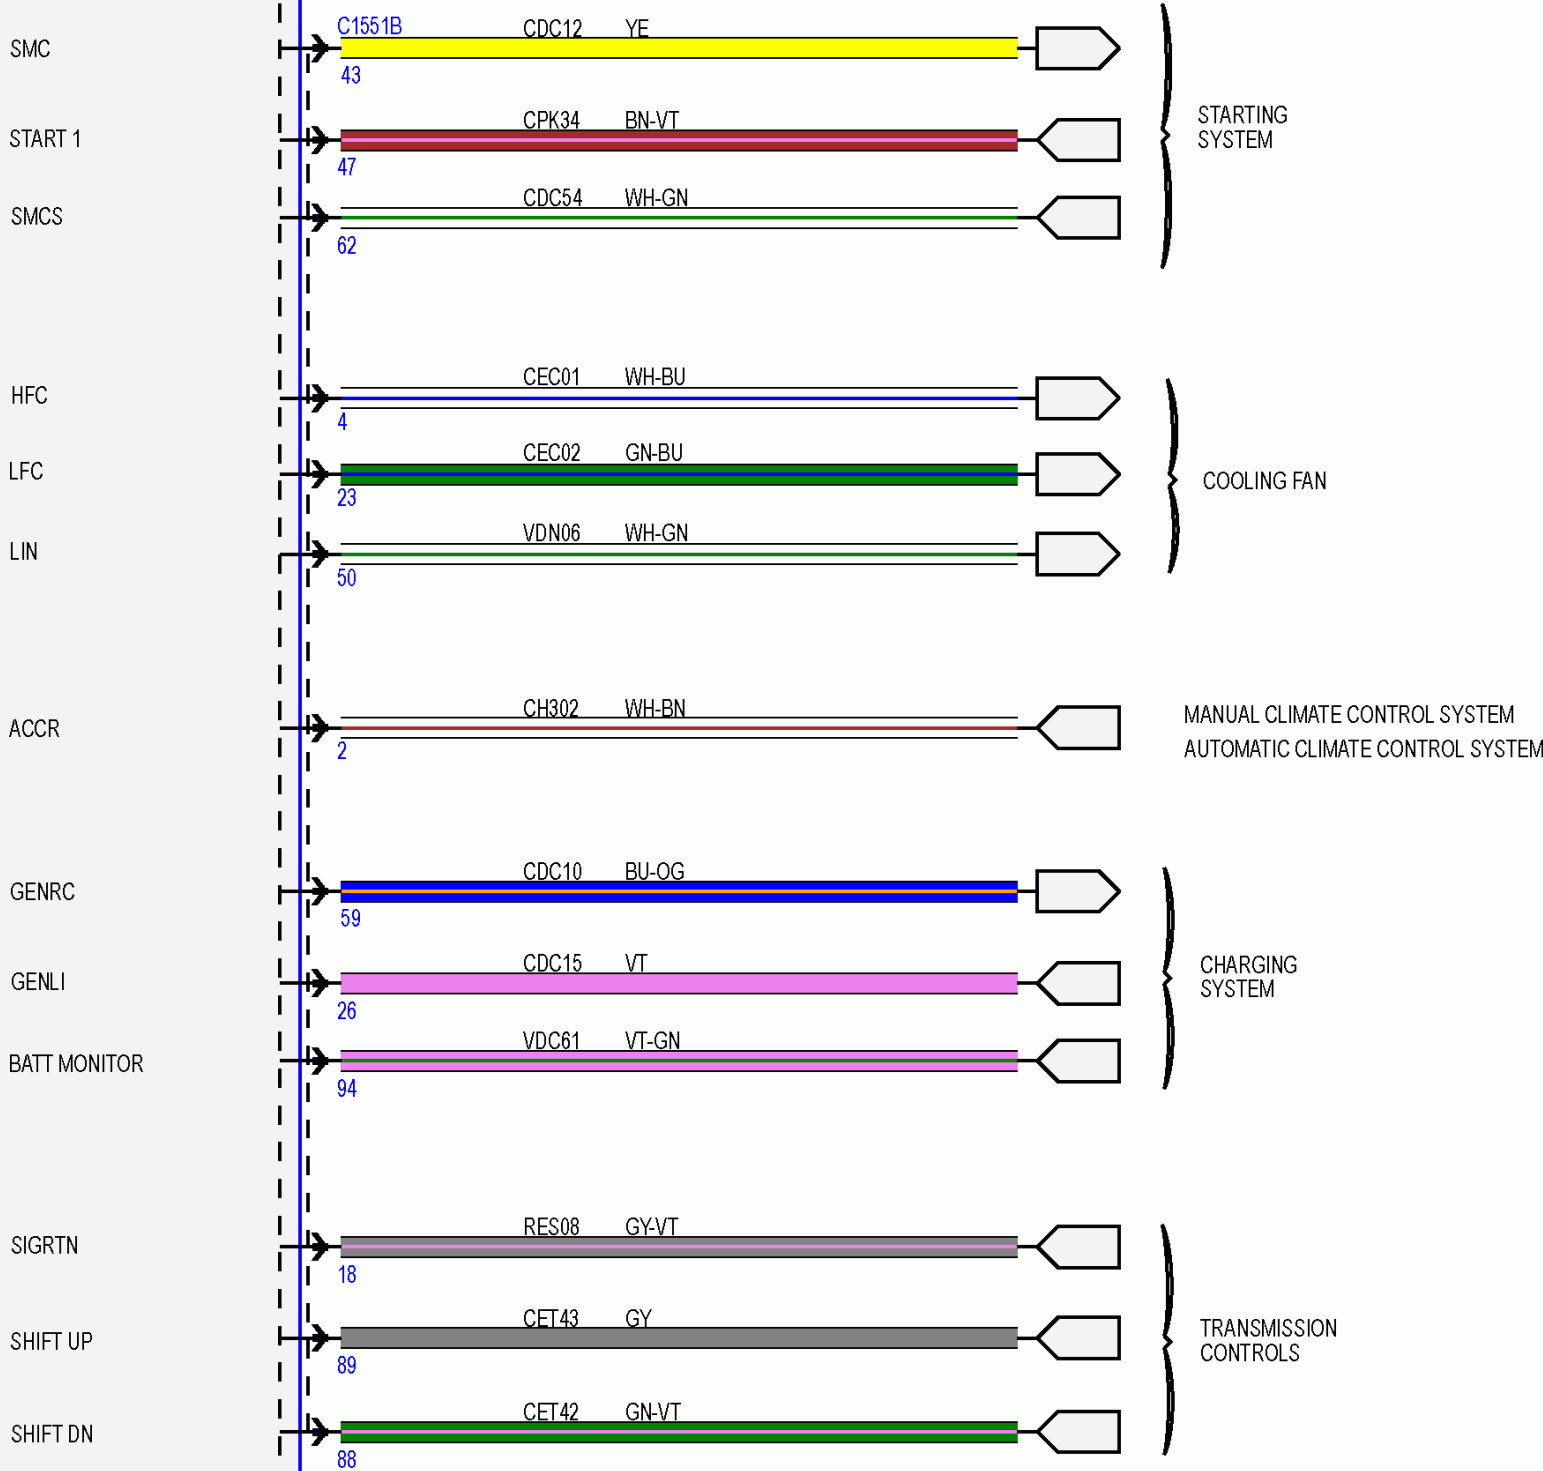 C1551B
SMC CDC12 YE
43
START 1 CPK34 BN-VT
47
STARTING
SYSTEM
SMCS CDC54 WH-GN
62
HFC CEC01 WH-BU
4
LFC CEC02 GN-BU
23
COOLING FAN
LIN VDN06 WH-GN
50
ACCR CH302 WH-BN
2
MANUAL CLIMATE CONTROL SYSTEM
AUTOMATIC CLIMATE CONTROL SYSTEM
GENRC CDC10 BU-OG
59
GENLI CDC15 VT
26
CHARGING
SYSTEM
BATT MONITOR VDC61 VT-GN
94
SIGRTN RES08 GY-VT
18
SHIFT UP CET43 GY
89
TRANSMISSION
CONTROLS
SHIFT DN CET42 GN-VT
88